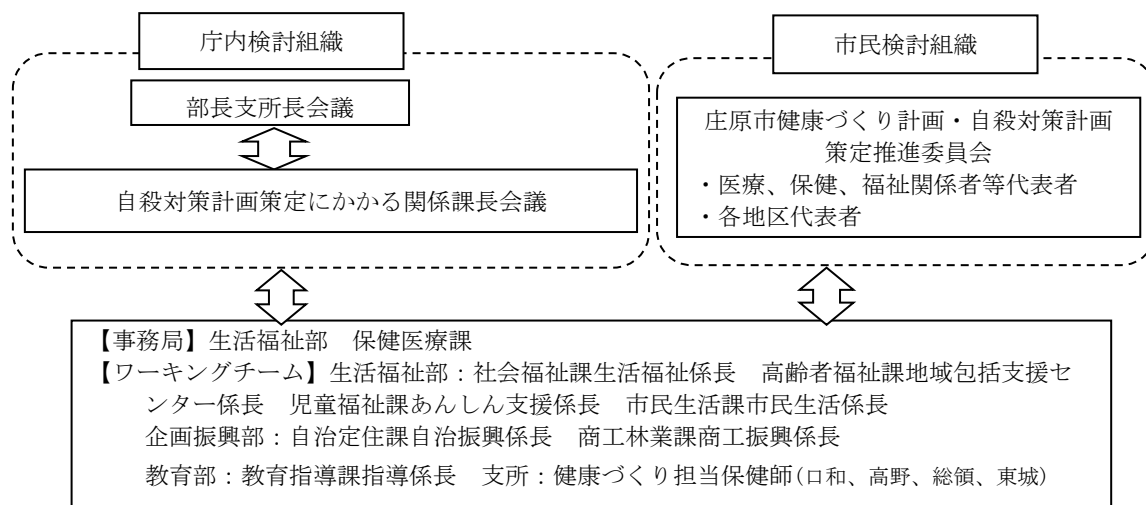 庁内検討組織
部長支所長会議
自殺対策計画策定にかかる関係課長会議
市民検討組織
庄原市健康づくり計画・自殺対策計画
策定推進委員会
・医療、保健、福祉関係者等代表者
・各地区代表者
【事務局】生活福祉部　保健医療課
【ワーキングチーム】生活福祉部：社会福祉課生活福祉係長　高齢者福祉課地域包括支援セ
ンター係長　児童福祉課あんしん支援係長　市民生活課市民生活係長
企画振興部：自治定住課自治振興係長　商工林業課商工振興係長
教育部：教育指導課指導係長　支所：健康づくり担当保健師(口和、高野、総領、東城)